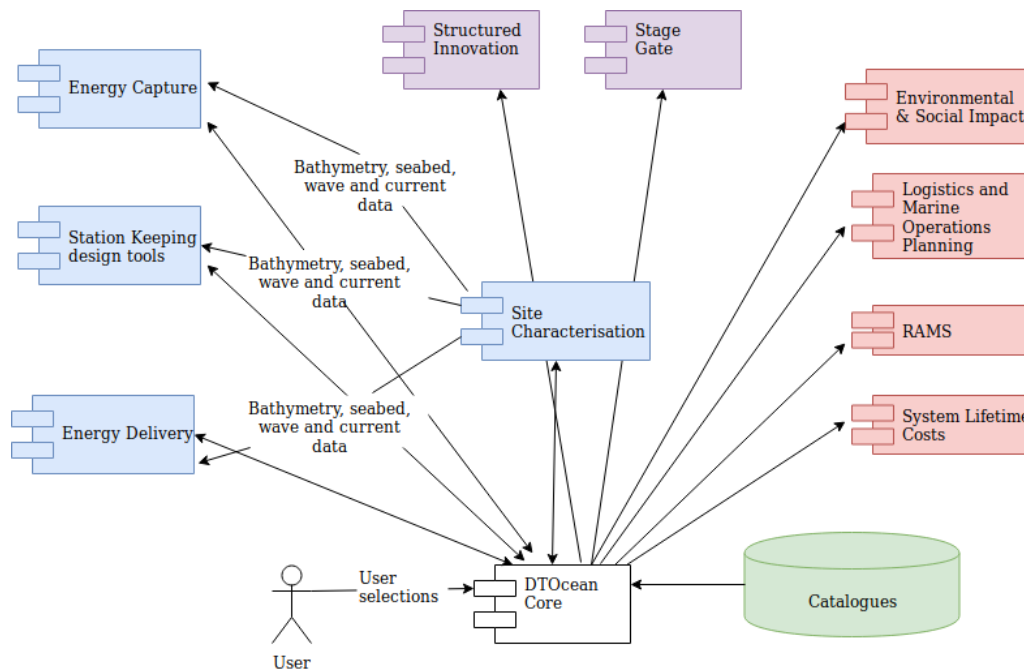 Structured
Innovation
Stage
Gate
Energy Capture
Environmental
& Social Impact
Bathymetry, seabed,
wave and current
data
Logistics and
Marine
Operations
Planning
Station Keeping
design tools
Bathymetry, seabed,
wave and current
data
Site
Characterisation
RAMS
Bathymetry, seabed,
wave and current
data
Energy Delivery
System Lifetime
Costs
User
selections
DTOcean
Core
Catalogues
User